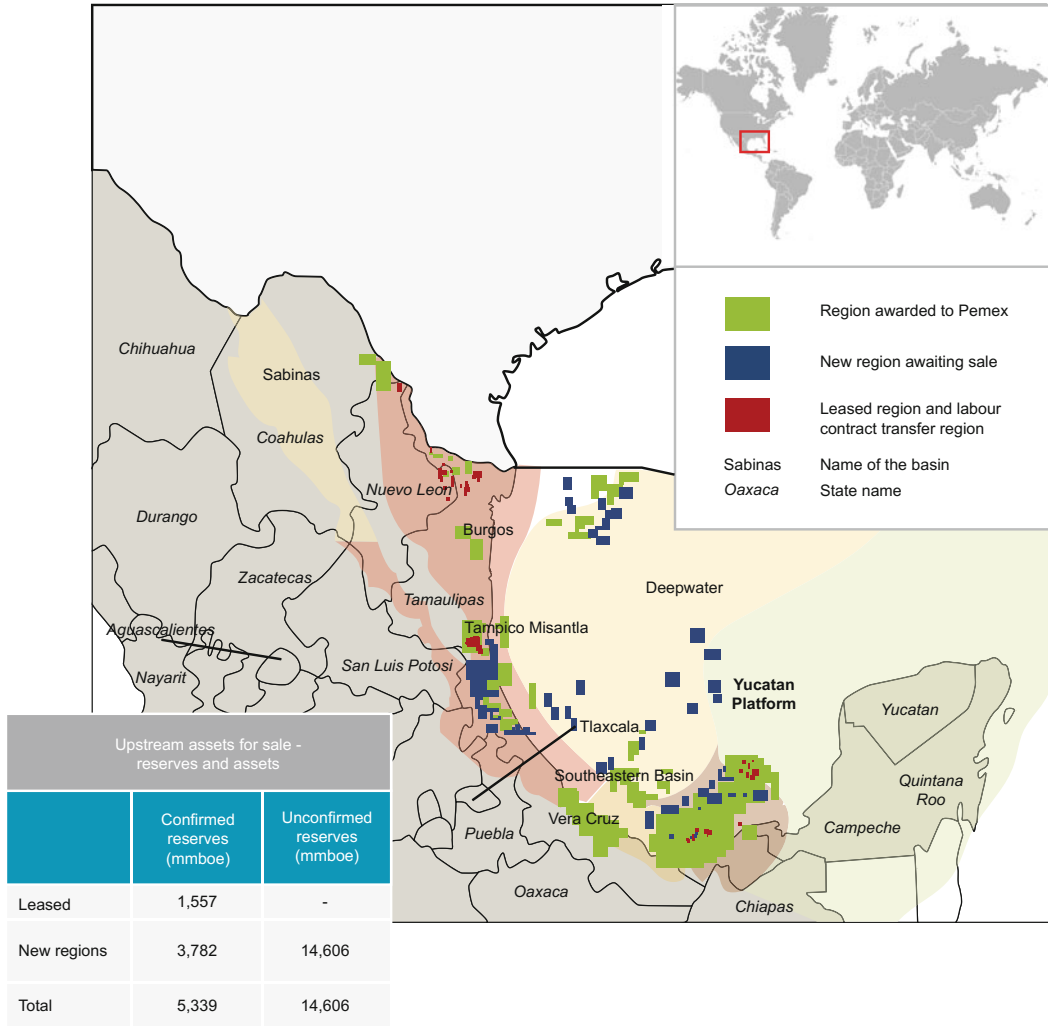 Region awarded to Pemex
New region awaiting sale
Leased region and labour
contract transfer region
Sabinas
Name of the basin
Oaxaca
State name
Chihuahua
Sabinas
Coahulas
Nuevo Leon
Durango
Burgos
Zacatecas
Deepwater
Tamaulipas
Aguascalientes
Tampico Misantla
San Luis Potosi
Nayarit
Yucatan
Platform
Yucatan
Tlaxcala
Southeastern Basin
Quintana
Roo
Vera Cruz
Puebla
Campeche
Oaxaca
Chiapas
Upstream assets for sale -
reserves and assets
Confirmed
reserves
(mmboe)
Unconfirmed
reserves
(mmboe)
Leased 1,557 -
New regions 3,782 14,606
Total 5,339 14,606